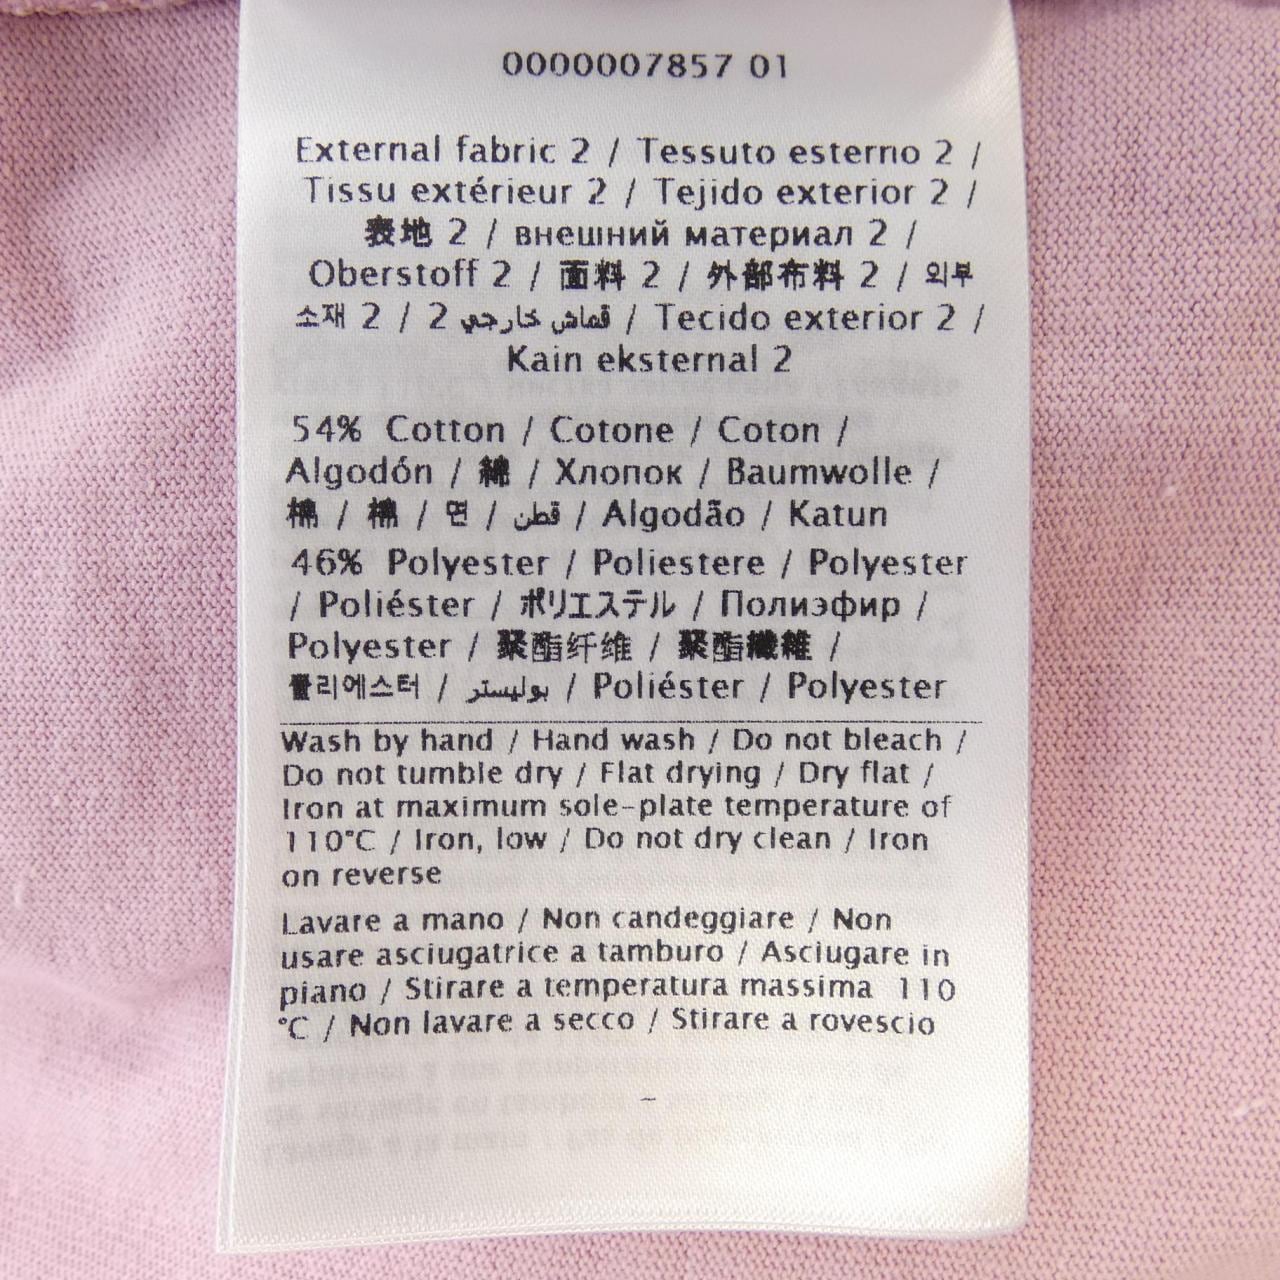 0000007857 01
External fabric 2 / Tessuto esterno 2 /
Tissu extérieur 2 / Tejido exterior 2 /
表地 2 / внешний материал 2 /
Oberstoff 2 / 面料 2 / 外部布料 2 / 외부
소재 2 / 2 قماش خارجي / Tecido exterior 2 /
Kain eksternal 2
54% Cotton / Cotone / Coton /
Algodón / 綿 / Хлопок / Baumwolle /
棉 / 棉 / 면 / قطن / Algodão / Katun
46% Polyester / Poliestere / Polyester
/ Poliéster / ポリエステル / Полиэфир /
Polyester / 聚酯纤维 / 聚酯纖維 /
폴리에스터 / بوليستر / Poliéster / Polyester
Wash by hand / Hand wash / Do not bleach /
Do not tumble dry / Flat drying / Dry flat /
Iron at maximum sole-plate temperature of
110°C / Iron, low / Do not dry clean / Iron
on reverse
Lavare a mano / Non candeggiare / Non
usare asciugatrice a tamburo / Asciugare in
piano / Stirare a temperatura massima 110
°C / Non lavare a secco / Stirare a rovescio